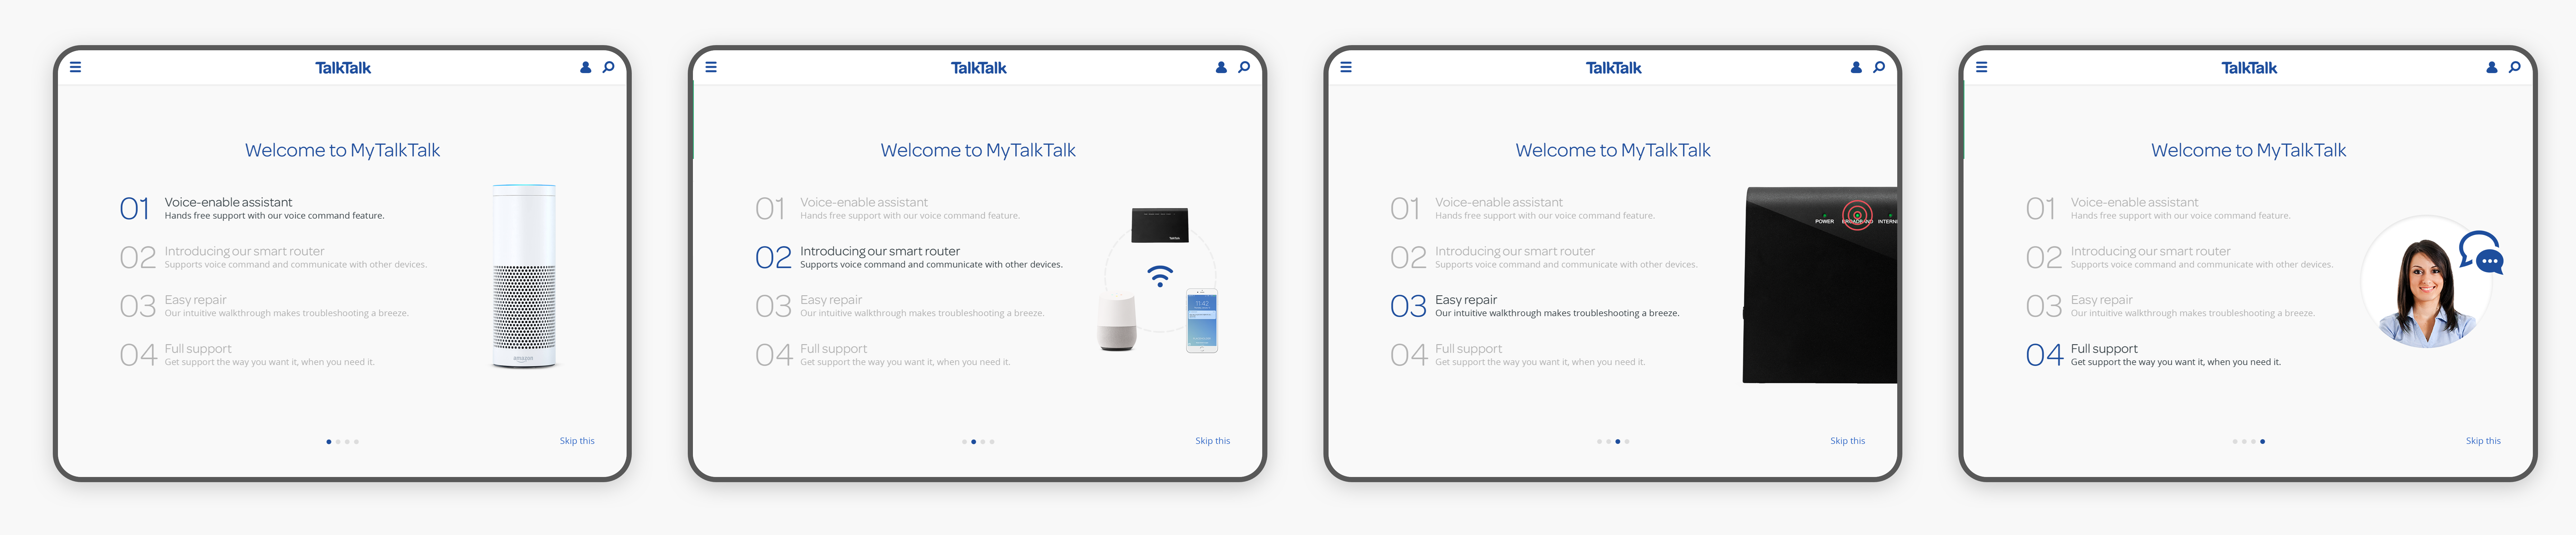 TalkTalk
Welcome to MyTalkTalk
01 Voice-enable assistant
Hands free support with our voice command feature.
02 Introducing our smart router
Supports voice command and communicate with other devices.
03 Easy repair
Our intuitive walkthrough makes troubleshooting a breeze.
04 Full support
Get support the way you want it, when you need it.
amazon
Skip this
TalkTalk
Welcome to MyTalkTalk
01 Voice-enable assistant
Hands free support with our voice command feature.
02 Introducing our smart router
Supports voice command and communicate with other devices.
03 Easy repair
Our intuitive walkthrough makes troubleshooting a breeze.
04 Full support
Get support the way you want it, when you need it.
TalkTalk
11:42
Skip this
TalkTalk
Welcome to MyTalkTalk
01 Voice-enable assistant
Hands free support with our voice command feature.
02 Introducing our smart router
Supports voice command and communicate with other devices.
03 Easy repair
Our intuitive walkthrough makes troubleshooting a breeze.
04 Full support
Get support the way you want it, when you need it.
POWER BROADBAND INTERN
Skip this
TalkTalk
Welcome to MyTalkTalk
01 Voice-enable assistant
Hands free support with our voice command feature.
02 Introducing our smart router
Supports voice command and communicate with other devices.
03 Easy repair
Our intuitive walkthrough makes troubleshooting a breeze.
04 Full support
Get support the way you want it, when you need it.
Skip this